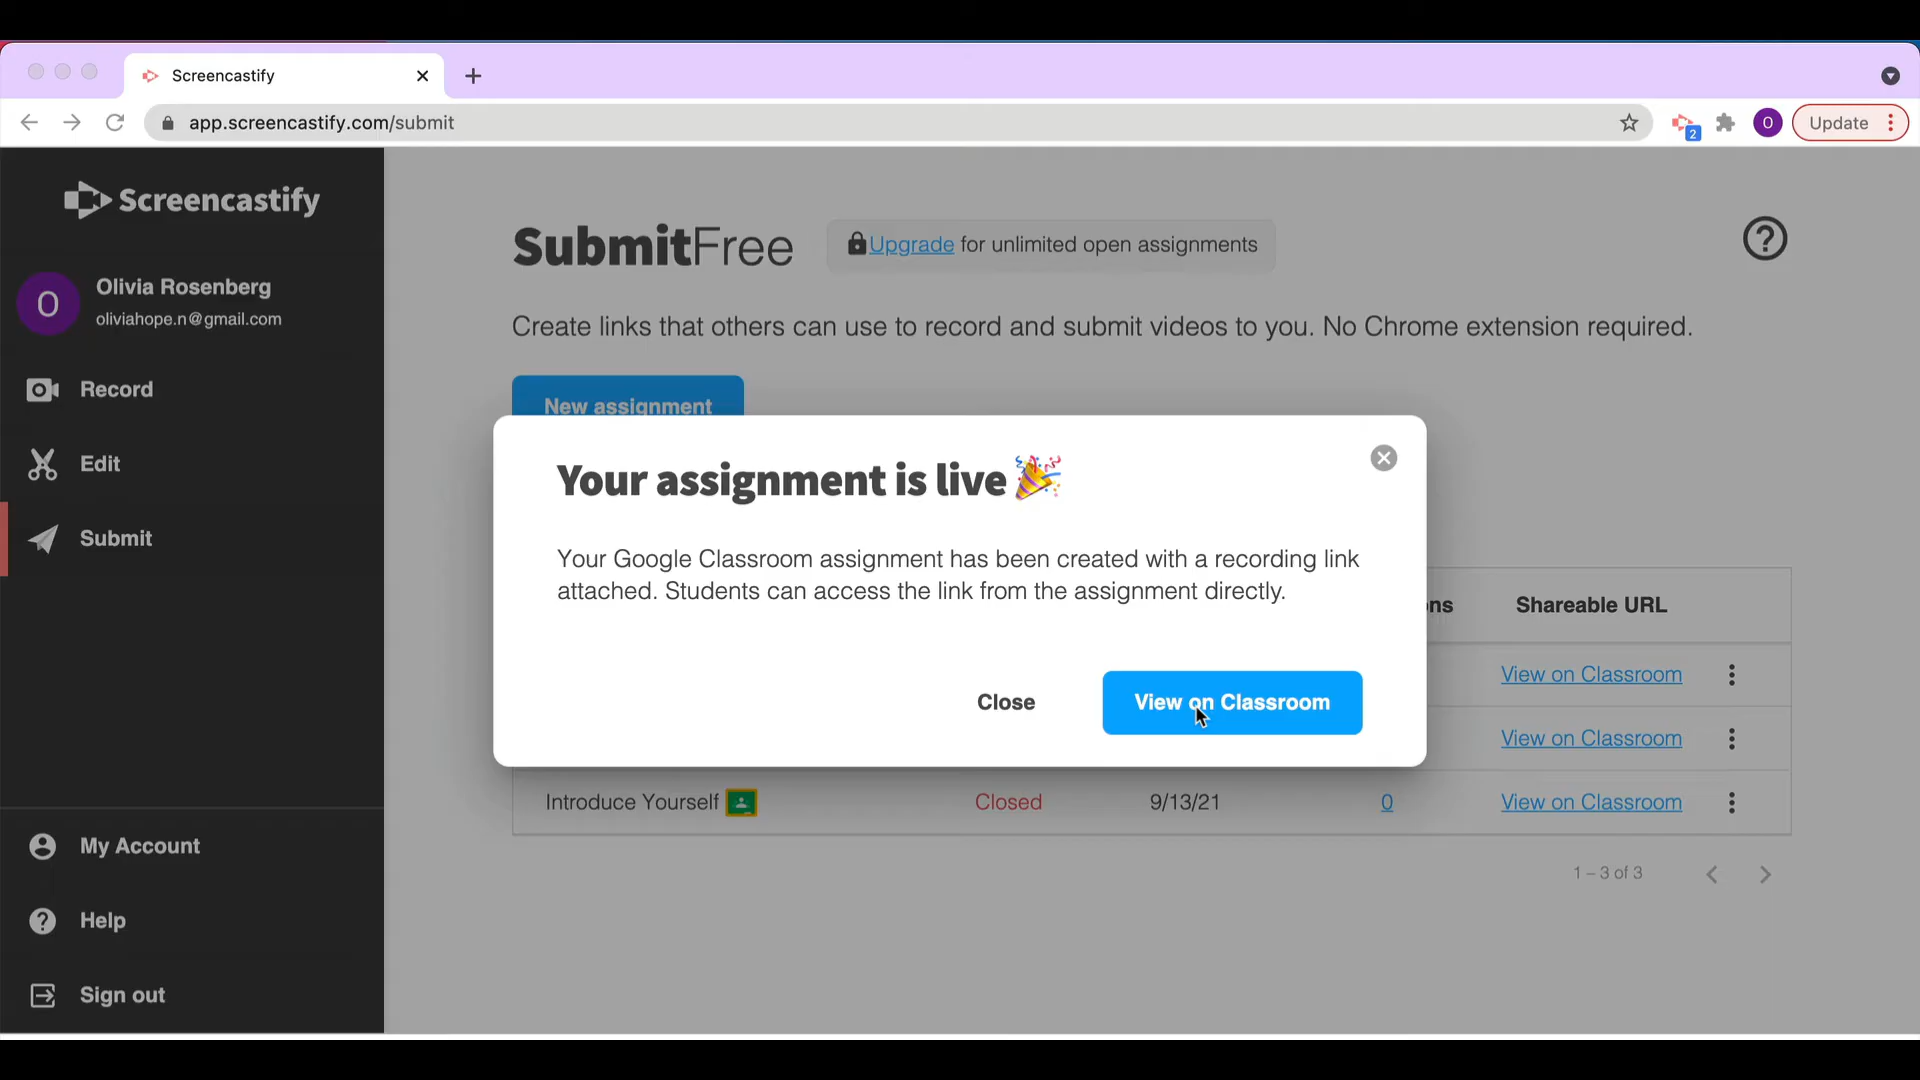 Screencastify
app.screencastify.com/submit
2
O
Update
Screencastify
O
Olivia Rosenberg
oliviahope.n@gmail.com
Record
Edit
Submit
My Account
Help
Sign out
SubmitFree
Upgrade for unlimited open assignments
Create links that others can use to record and submit videos to you. No Chrome extension required.
New assignment
Your assignment is live
Your Google Classroom assignment has been created with a recording link
attached. Students can access the link from the assignment directly.
Close
View on Classroom
ns Shareable URL
View on Classroom
View on Classroom
Introduce Yourself Closed 9/13/21 0 View on Classroom
1 – 3 of 3